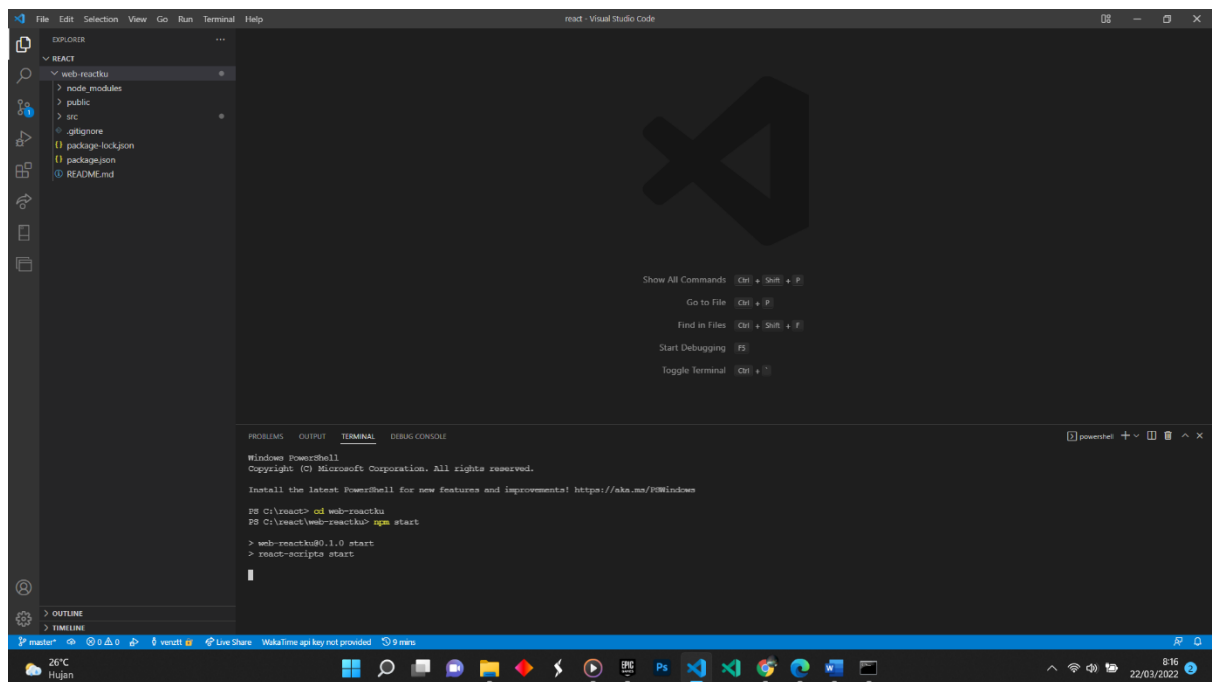 File Edit Selection View Go Run Terminal Help
react - Visual Studio Code
EXPLORER
REACT
web-reactku
node_modules
public
src
.gitignore
package-lock.json
package.json
README.md
Show All Commands Ctrl + Shift + P
Go to File Ctrl + P
Find in Files Ctrl + Shift + F
Start Debugging F5
Toggle Terminal Ctrl + `
PROBLEMS OUTPUT TERMINAL DEBUG CONSOLE
powershell
Windows PowerShell
Copyright (C) Microsoft Corporation. All rights reserved.
Install the latest PowerShell for new features and improvements! https://aka.ms/PSWindows
PS C:\react> cd web-reactku
PS C:\react\web-reactku> npm start
> web-reactku@0.1.0 start
> react-scripts start
OUTLINE
TIMELINE
master* 0 0 venztt Live Share WakaTime api key not provided 9 mins
26°C
Hujan
EPIC
GAMES
Ps
8:16
22/03/2022
2